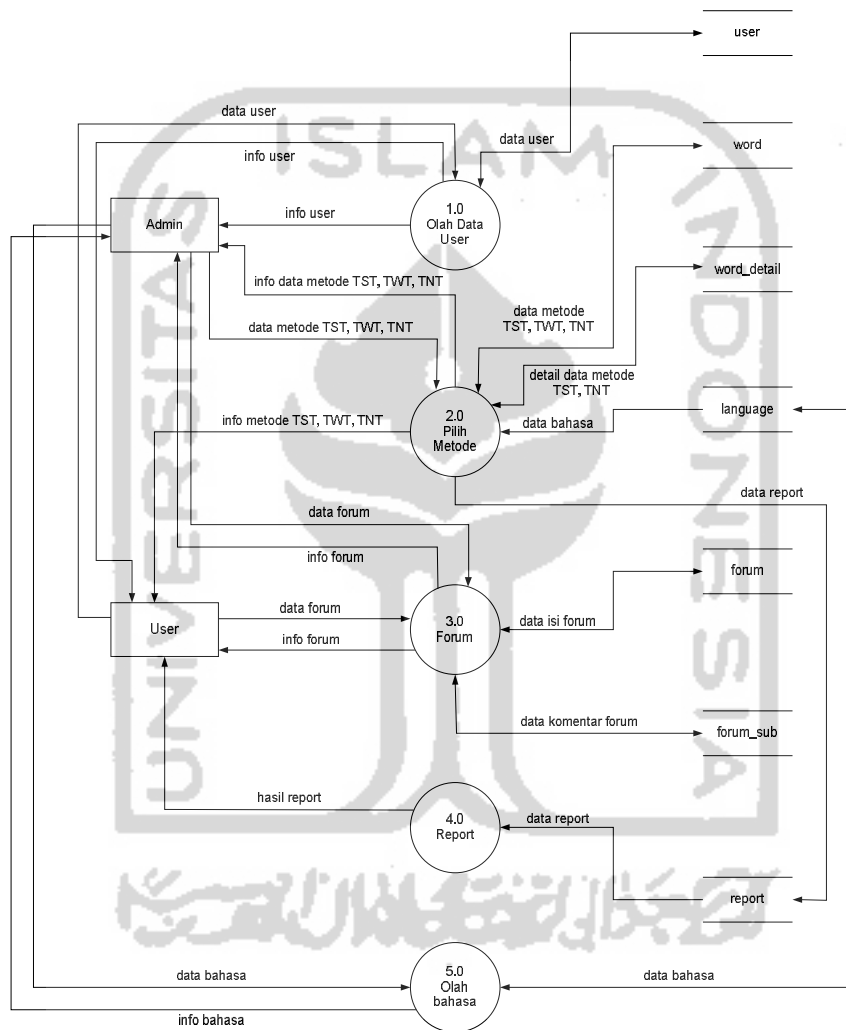 user
data user
data user
word
info user
1.0
Olah Data
User
Admin
info user
word_detail
info data metode TST, TWT, TNT
data metode
TST, TWT, TNT
data metode TST, TWT, TNT
detail data metode
TST, TNT
language
2.0
Pilih
Metode
info metode TST, TWT, TNT
data bahasa
data report
data forum
info forum
forum
data forum
3.0
Forum
data isi forum
User
info forum
data komentar forum
forum_sub
hasil report
4.0
Report
data report
report
5.0
Olah
bahasa
data bahasa
data bahasa
info bahasa
UNIVERSITAS
ISLAM
INDONESIA